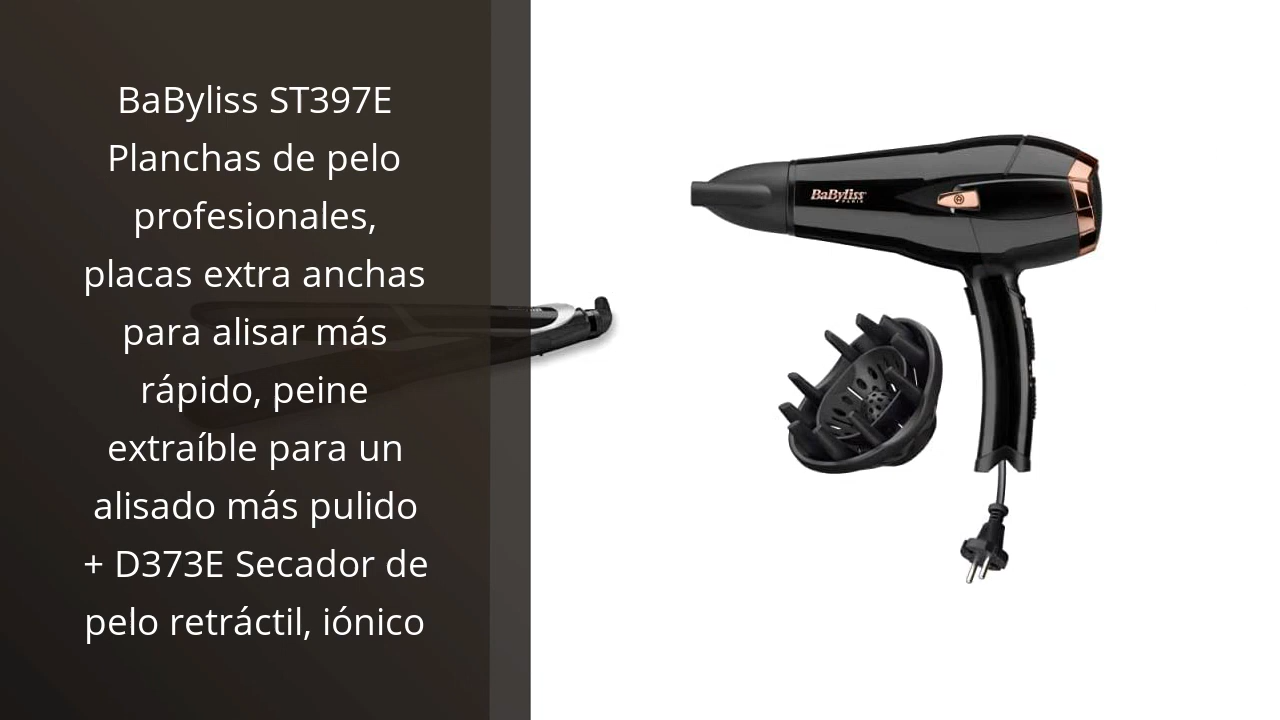 BaByliss ST397E
Planchas de pelo
profesionales,
placas extra anchas
para alisar más
rápido, peine
extraíble para un
alisado más pulido
+ D373E Secador de
pelo retráctil, iónico
BaByliss
PARIS